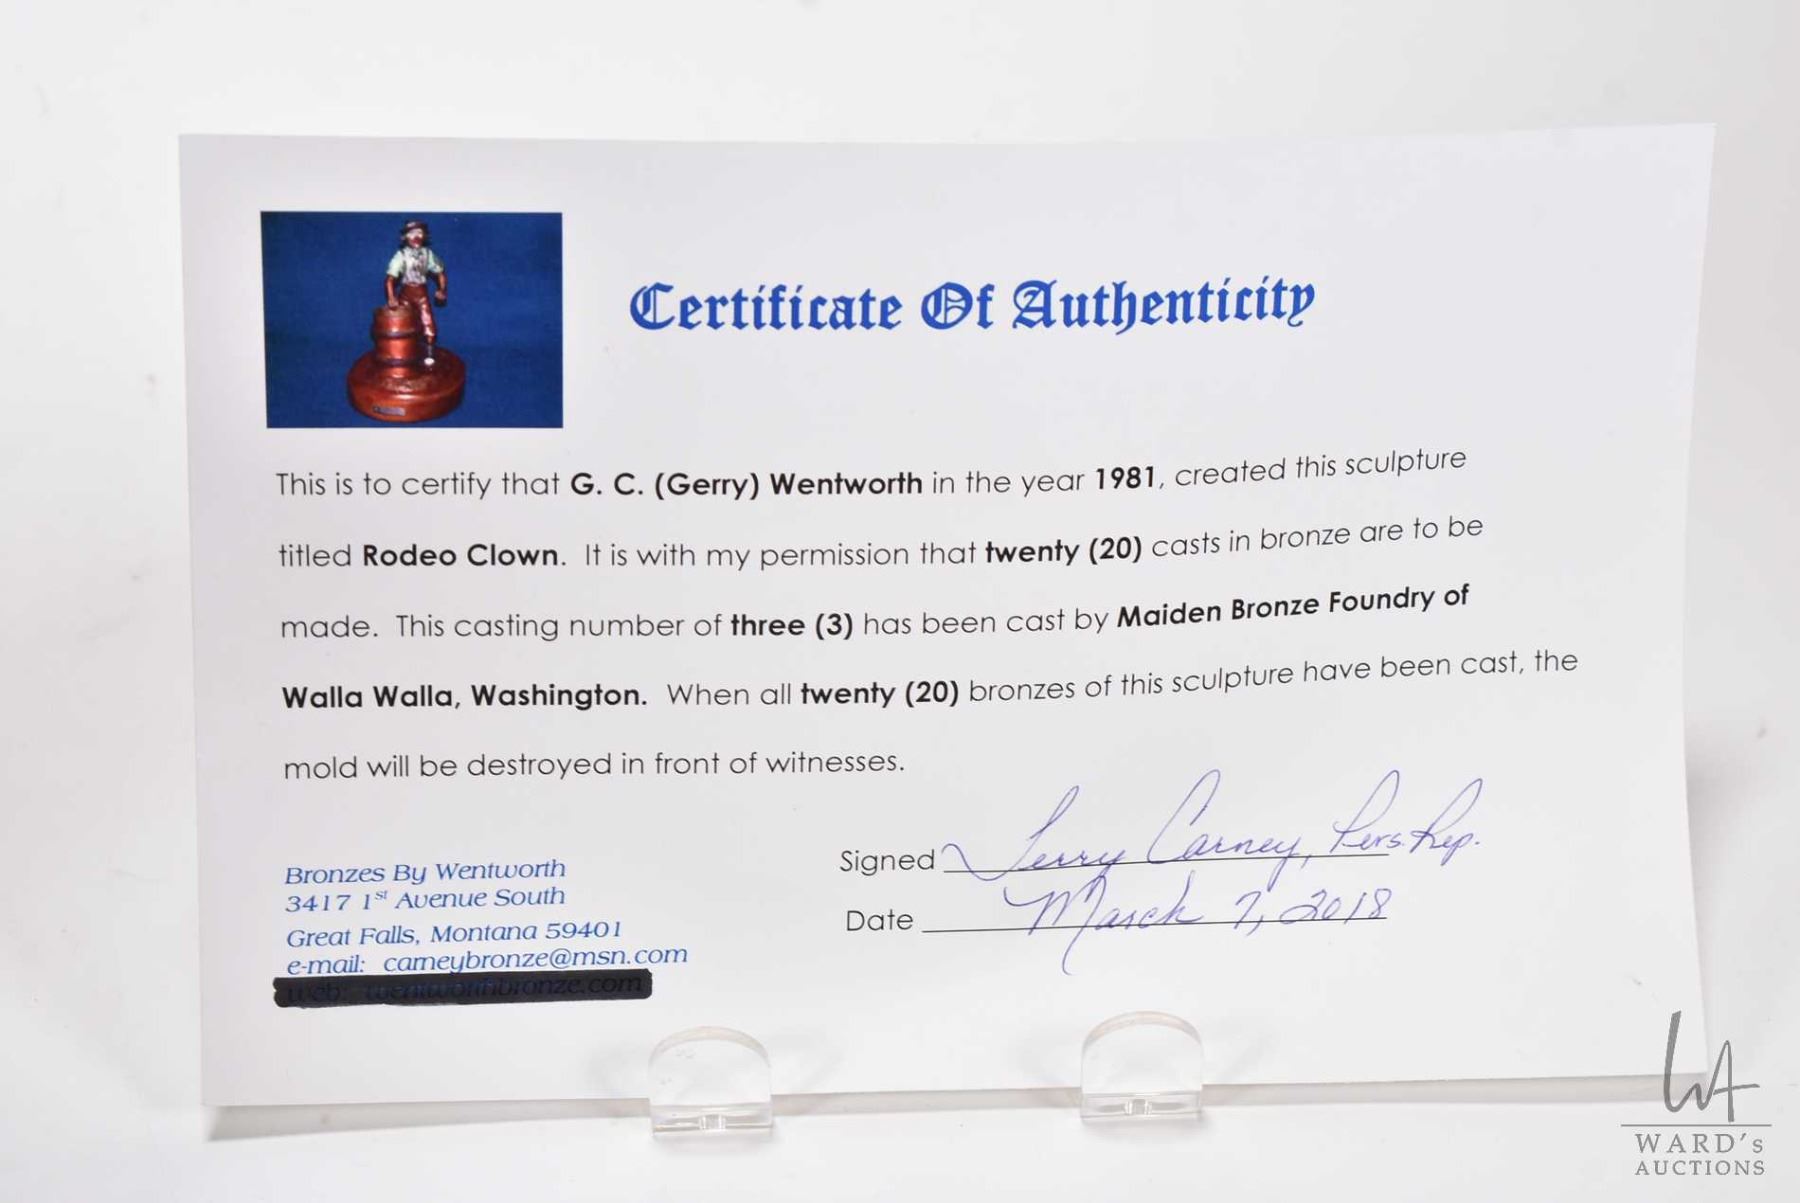 Certificate Of Authenticity
This is to certify that G. C. (Gerry) Wentworth in the year 1981, created this sculpture
titled Rodeo Clown. It is with my permission that twenty (20) casts in bronze are to be
made. This casting number of three (3) has been cast by Maiden Bronze Foundry of
Walla Walla, Washington. When all twenty (20) bronzes of this sculpture have been cast, the
mold will be destroyed in front of witnesses.
Signed Jerry Carney, Pers. Rep.
Date March 7, 2018
Bronzes By Wentworth
3417 1st Avenue South
Great Falls, Montana 59401
e-mail: carneybronze@msn.com
web: wentworthbronze.com
WA
WARD's
AUCTIONS